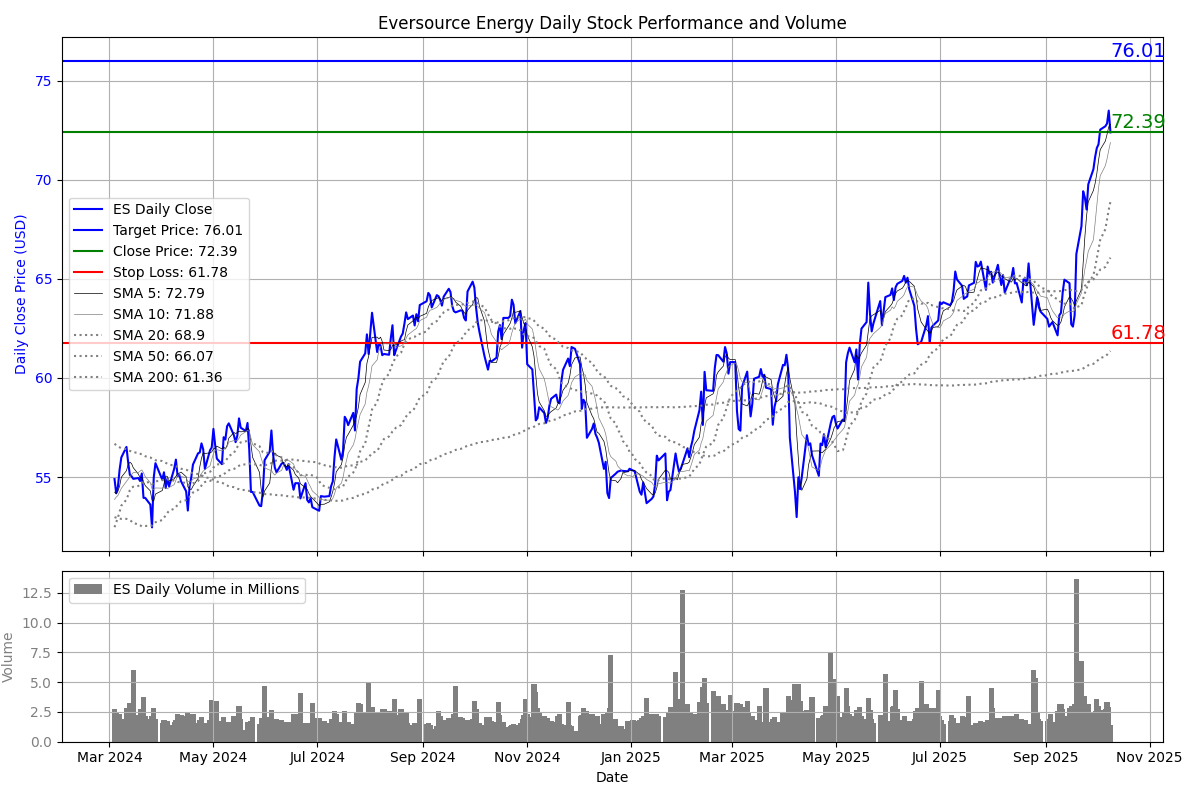 Eversource Energy Daily Stock Performance and Volume
76.01
75
72.39
70
ES Daily Close
Target Price: 76.01
Close Price: 72.39
Stop Loss: 61.78
SMA 5: 72.79
SMA 10: 71.88
SMA 20: 68.9
SMA 50: 66.07
SMA 200: 61.36
65
61.78
60
55
Daily Close Price (USD)
ES Daily Volume in Millions
12.5
10.0
7.5
5.0
2.5
0.0
Volume
Mar 2024 May 2024 Jul 2024 Sep 2024 Nov 2024 Jan 2025 Mar 2025 May 2025 Jul 2025 Sep 2025 Nov 2025
Date